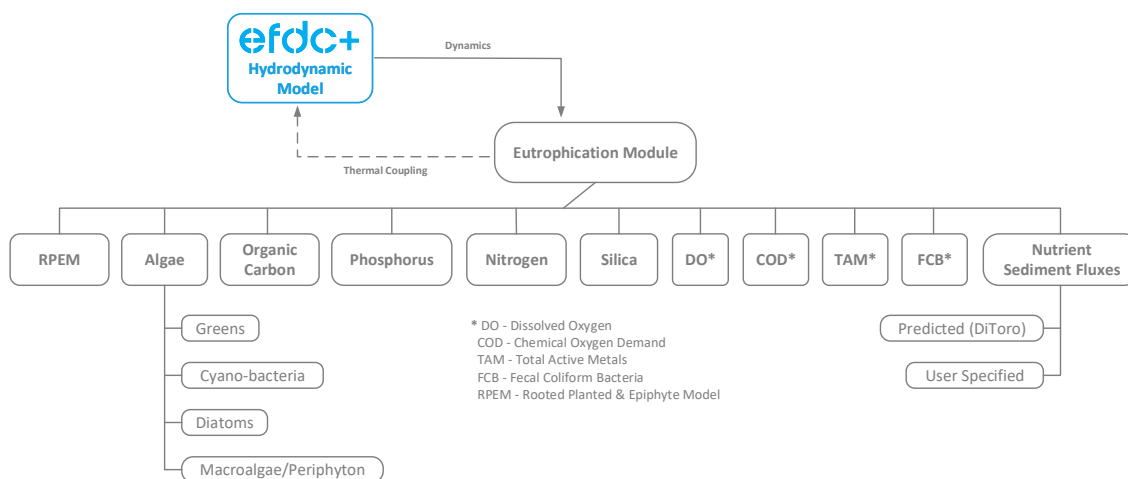 efdc+
Hydrodynamic
Model
Dynamics
Eutrophication Module
Thermal Coupling
RPEM
Algae
Organic
Carbon
Phosphorus
Nitrogen
Silica
DO*
COD*
TAM*
FCB*
Nutrient
Sediment Fluxes
Greens
Cyano-bacteria
Diatoms
Macroalgae/Periphyton
* DO - Dissolved Oxygen
COD - Chemical Oxygen Demand
TAM - Total Active Metals
FCB - Fecal Coliform Bacteria
RPEM - Rooted Planted & Epiphyte Model
Predicted (DiToro)
User Specified